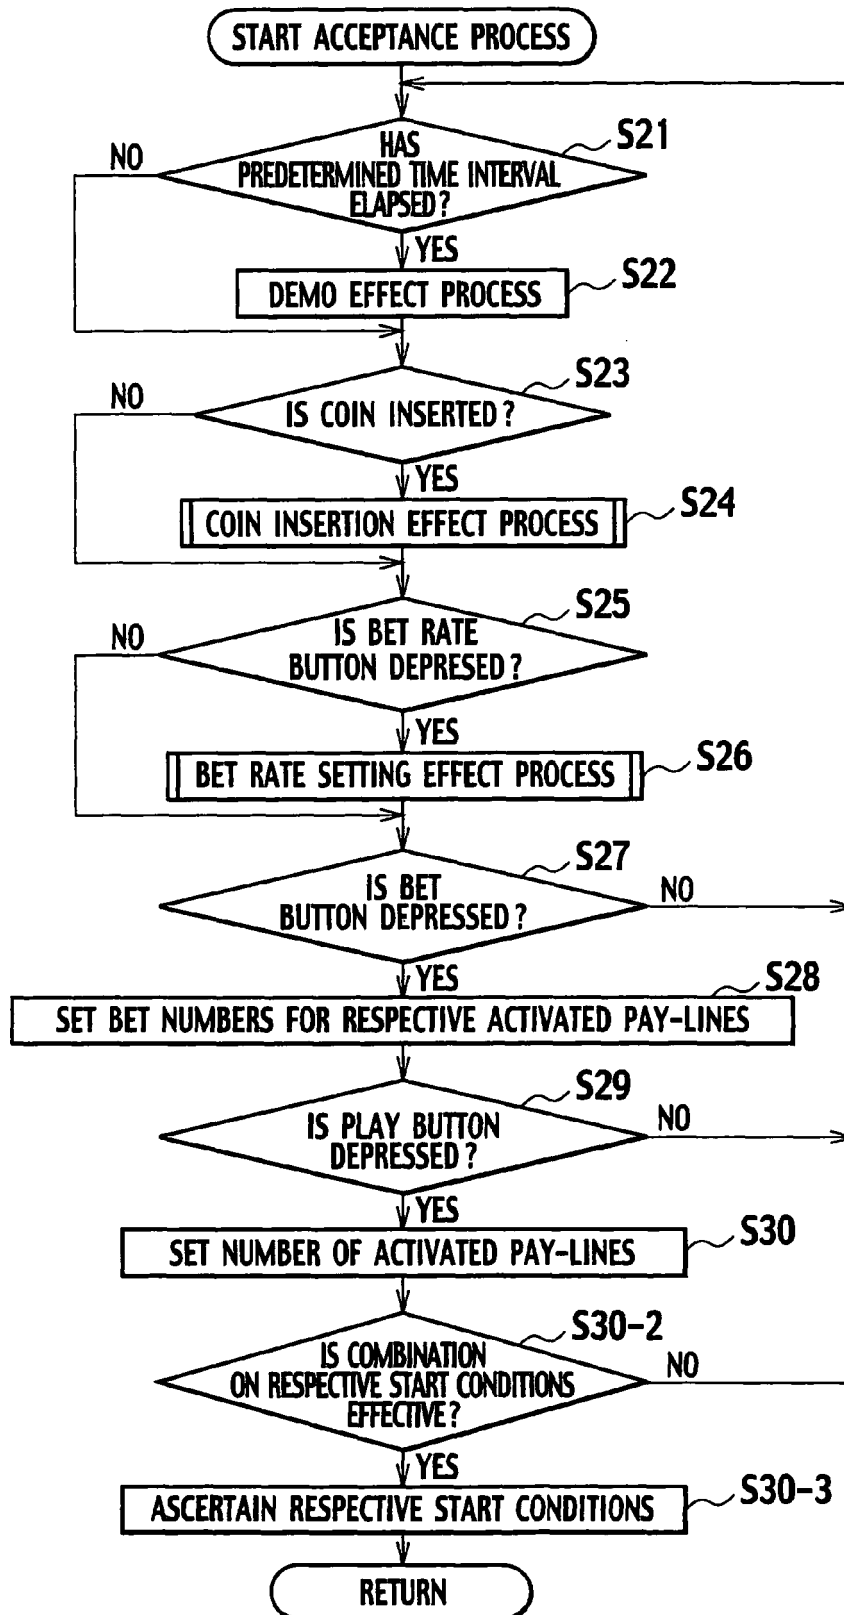 START ACCEPTANCE PROCESS
S21
HAS
PREDETERMINED TIME INTERVAL
ELAPSED?
NO
YES
S22
DEMO EFFECT PROCESS
S23
IS COIN INSERTED?
NO
YES
S24
COIN INSERTION EFFECT PROCESS
S25
IS BET RATE
BUTTON DEPRESED?
NO
YES
S26
BET RATE SETTING EFFECT PROCESS
S27
IS BET
BUTTON DEPRESSED?
NO
YES
S28
SET BET NUMBERS FOR RESPECTIVE ACTIVATED PAY-LINES
S29
IS PLAY BUTTON
DEPRESSED?
NO
YES
S30
SET NUMBER OF ACTIVATED PAY-LINES
S30-2
IS COMBINATION
ON RESPECTIVE START CONDITIONS
EFFECTIVE?
NO
YES
S30-3
ASCERTAIN RESPECTIVE START CONDITIONS
RETURN